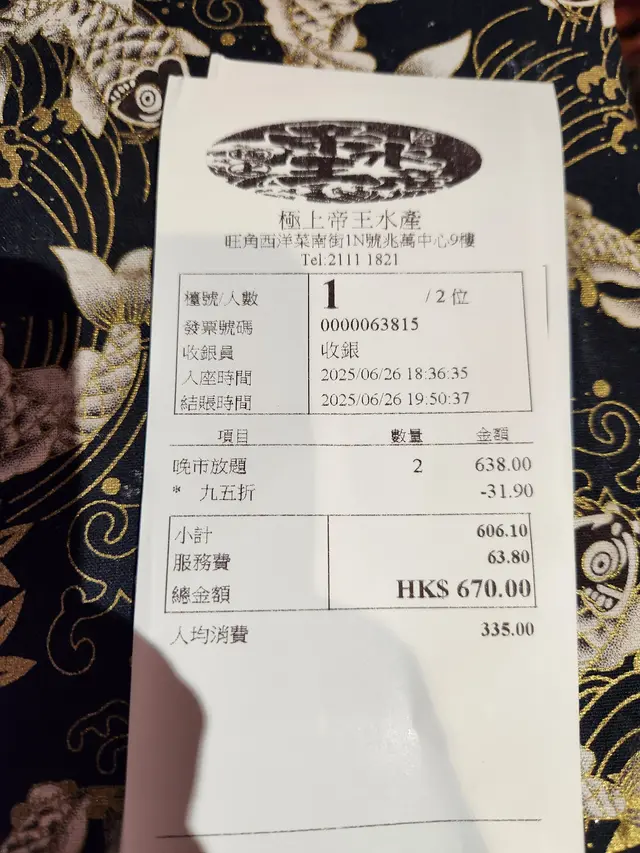 極上帝王水產
旺角西洋菜南街1N號兆萬中心9樓
Tel:2111 1821
檯號/人數 1 / 2 位
發票號碼 0000063815
收銀員 收銀
入座時間 2025/06/26 18:36:35
結賬時間 2025/06/26 19:50:37
項目 數量 金額
晚市放題 2 638.00
* 九五折 -31.90
小計 606.10
服務費 63.80
總金額 HK$ 670.00
人均消費 335.00